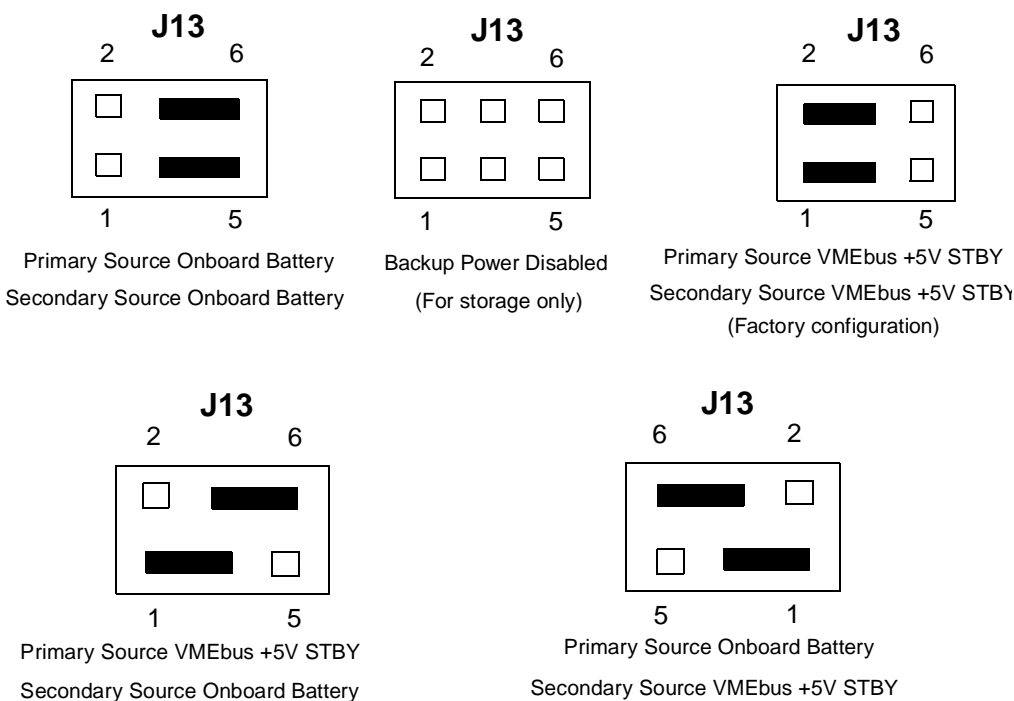 J13
2 6
1 5
Primary Source Onboard Battery
Secondary Source Onboard Battery
J13
2 6
1 5
Backup Power Disabled
(For storage only)
J13
2 6
1 5
Primary Source VMEbus +5V STBY
Secondary Source VMEbus +5V STBY
(Factory configuration)
J13
2 6
1 5
Primary Source VMEbus +5V STBY
Secondary Source Onboard Battery
J13
6 2
5 1
Primary Source Onboard Battery
Secondary Source VMEbus +5V STBY